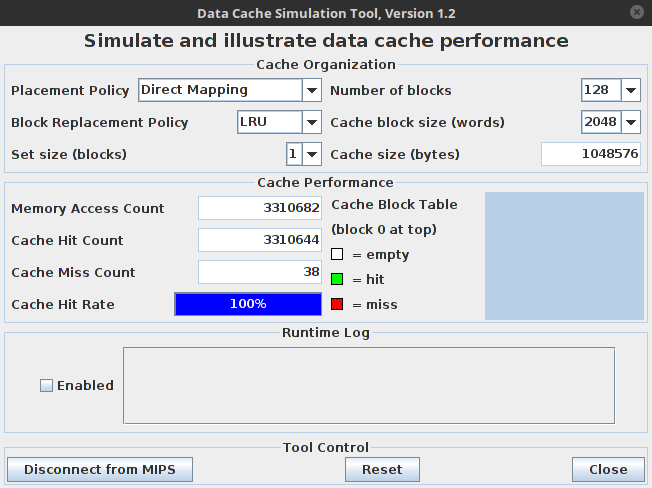 Data Cache Simulation Tool, Version 1.2
Simulate and illustrate data cache performance
Cache Organization
Placement Policy Direct Mapping Number of blocks 128
Block Replacement Policy LRU Cache block size (words) 2048
Set size (blocks) 1 Cache size (bytes) 1048576
Cache Performance
Memory Access Count 3310682 Cache Block Table
(block 0 at top)
Cache Hit Count 3310644
= empty
Cache Miss Count 38 = hit
Cache Hit Rate 100% = miss
Runtime Log
Enabled
Tool Control
Disconnect from MIPS Reset Close